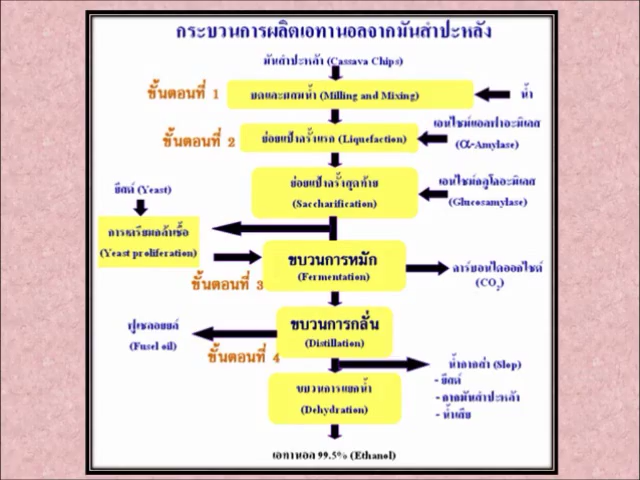 กระบวนการผลิตเอทานอลจากมันสำปะหลัง
มันสำปะหล้า (Cassava Chips)
ขั้นตอนที่ 1
บดและผสมน้ำ (Milling and Mixing)
น้ำ
ขั้นตอนที่ 2
ย่อยแป้งครั้งแรก (Liquefaction)
เอนไซม์แอลฟาอะมิเลส
(α-Amylase)
ย่อยแป้งครั้งสุดท้าย
(Saccharification)
เอนไซม์กลูโคอะมิเลส
(Glucosamylase)
ยีสต์ (Yeast)
การเตรียมกล้าเชื้อ
(Yeast proliferation)
ขบวนการหมัก
(Fermentation)
ขั้นตอนที่ 3
คาร์บอนไดออกไซด์
(CO2)
ขบวนการกลั่น
(Distillation)
ฟูเซลออยล์
(Fusel oil)
ขั้นตอนที่ 4
น้ำกากส่า (Slop)
- ยีสต์
- กากมันสำปะหล้า
- น้ำเสีย
ขบวนการแยกน้ำ
(Dehydration)
เอทานอล 99.5% (Ethanol)